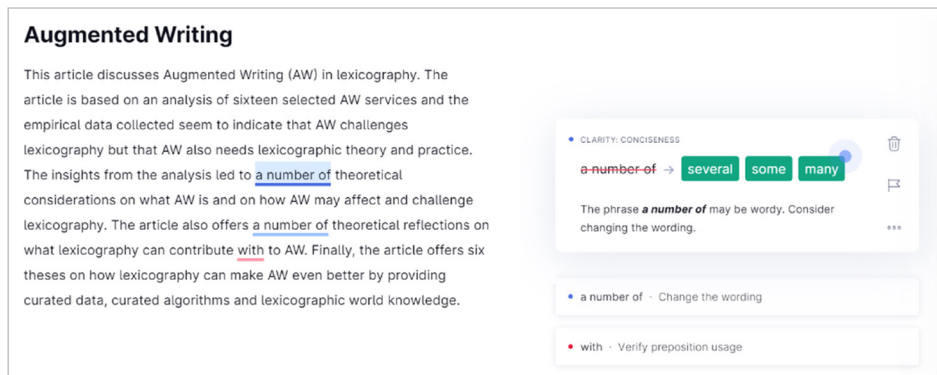 Augmented Writing
This article discusses Augmented Writing (AW) in lexicography. The
article is based on an analysis of sixteen selected AW services and the
empirical data collected seem to indicate that AW challenges
lexicography but that AW also needs lexicographic theory and practice.
The insights from the analysis led to a number of theoretical
considerations on what AW is and on how AW may affect and challenge
lexicography. The article also offers a number of theoretical reflections on
what lexicography can contribute with to AW. Finally, the article offers six
theses on how lexicography can make AW even better by providing
curated data, curated algorithms and lexicographic world knowledge.
CLARITY: CONCISENESS
a number of → several some many
The phrase a number of may be wordy. Consider
changing the wording.
a number of · Change the wording
with · Verify preposition usage